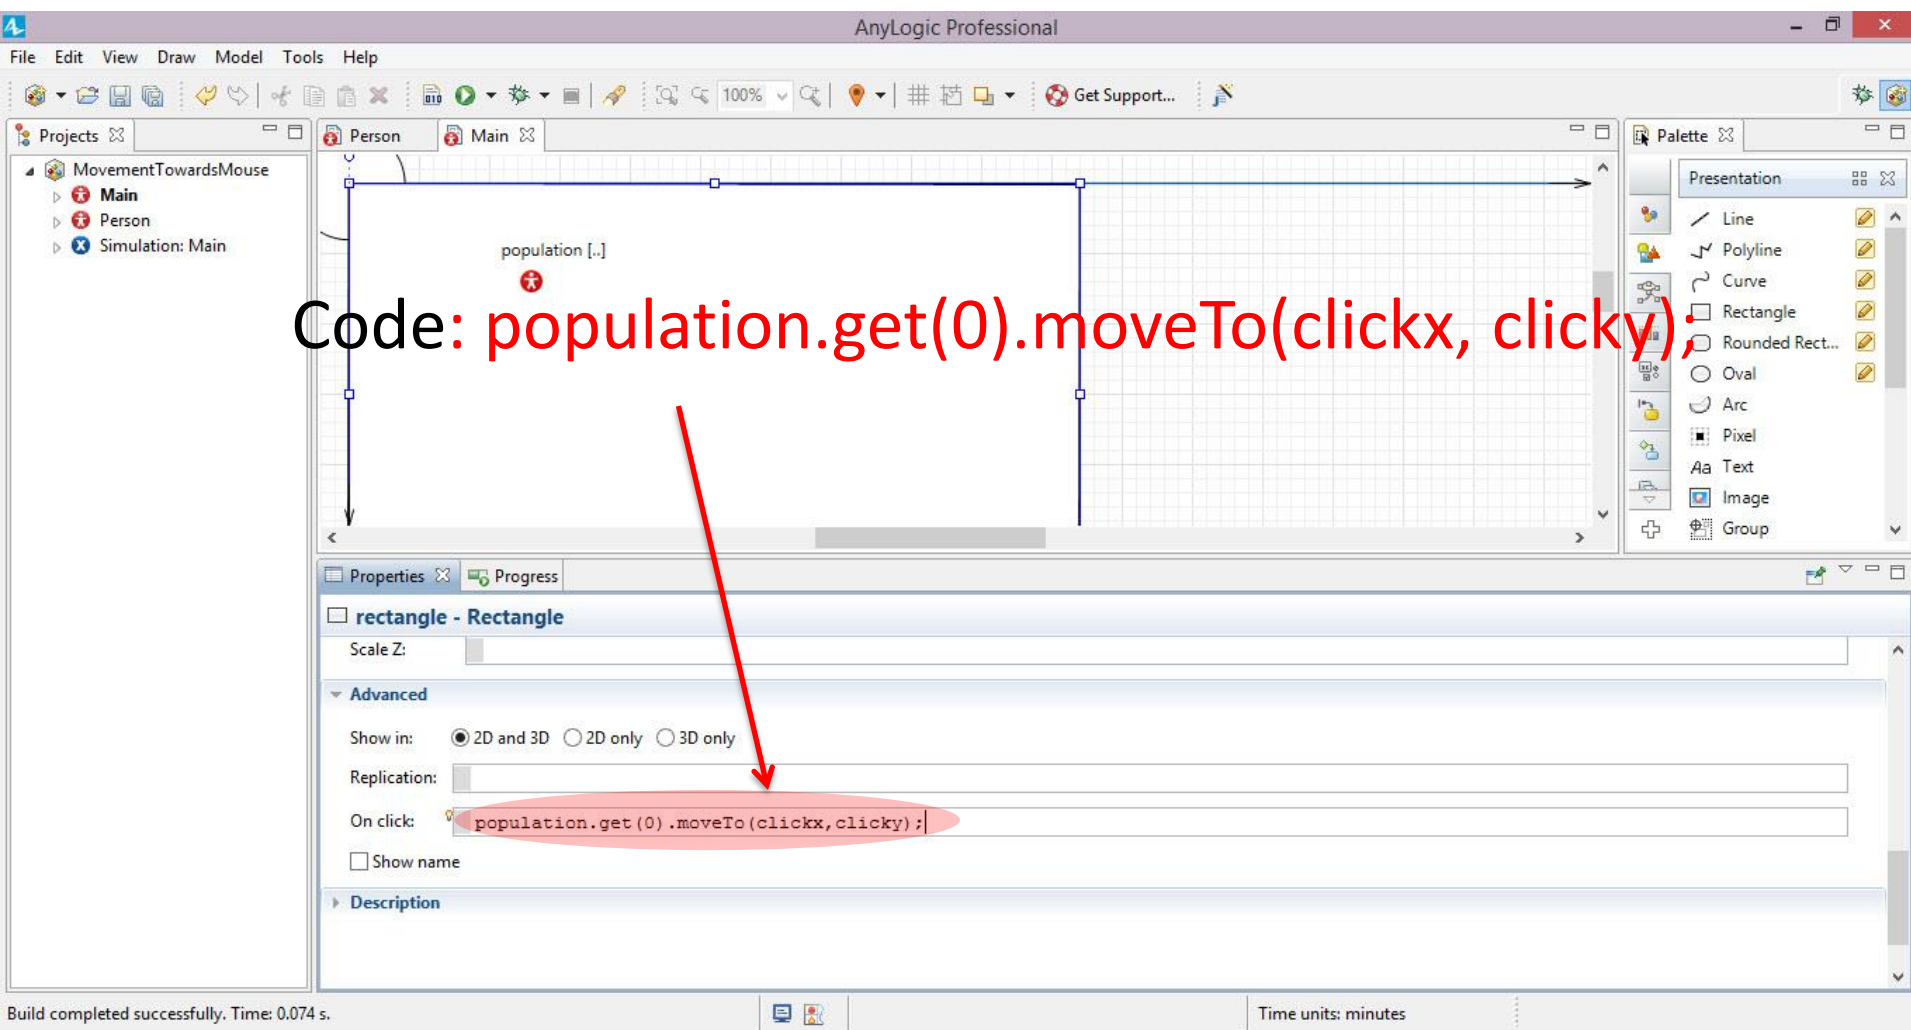 AnyLogic Professional
File Edit View Draw Model Tools Help
100%
Get Support...
Projects
Person
Main
Palette
MovementTowardsMouse
Main
Person
Simulation: Main
population [..]
Code: population.get(0).moveTo(clickx, clicky);
Presentation
Line
Polyline
Curve
Rectangle
Rounded Rect...
Oval
Arc
Pixel
Aa Text
Image
Group
Properties
Progress
rectangle - Rectangle
Scale Z:
Advanced
Show in: 2D and 3D 2D only 3D only
Replication:
On click: population.get(0).moveTo(clickx,clicky);
Show name
Description
Build completed successfully. Time: 0.074 s.
Time units: minutes